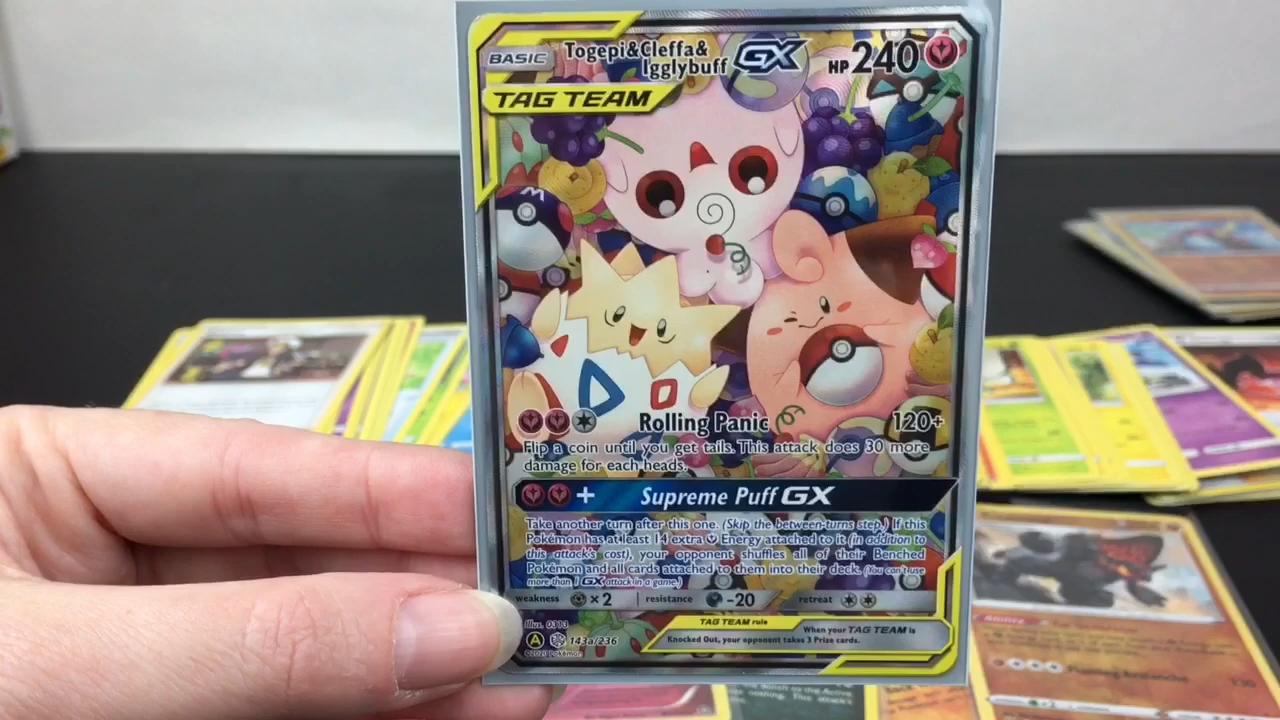 BASIC
Togepi&Cleffa&
Igglybuff GX
HP 240
TAG TEAM
M
Rolling Panic 120+
Flip a coin until you get tails. This attack does 30 more
damage for each heads.
+ Supreme Puff GX
Take another turn after this one. (Skip the between-turns step.) If this
Pokémon has at least 14 extra Energy attached to it (in addition to
this attack's cost), your opponent shuffles all of their Benched
Pokémon and all cards attached to them into their deck. (You can't use
more than 1 GX attack in a game.)
weakness ×2 resistance -20 retreat
Illus. 0313
TAG TEAM rule
When your TAG TEAM is
Knocked Out, your opponent takes 3 Prize cards.
A 143a/236
©2020 Pokémon
Ability
Avalanche 130